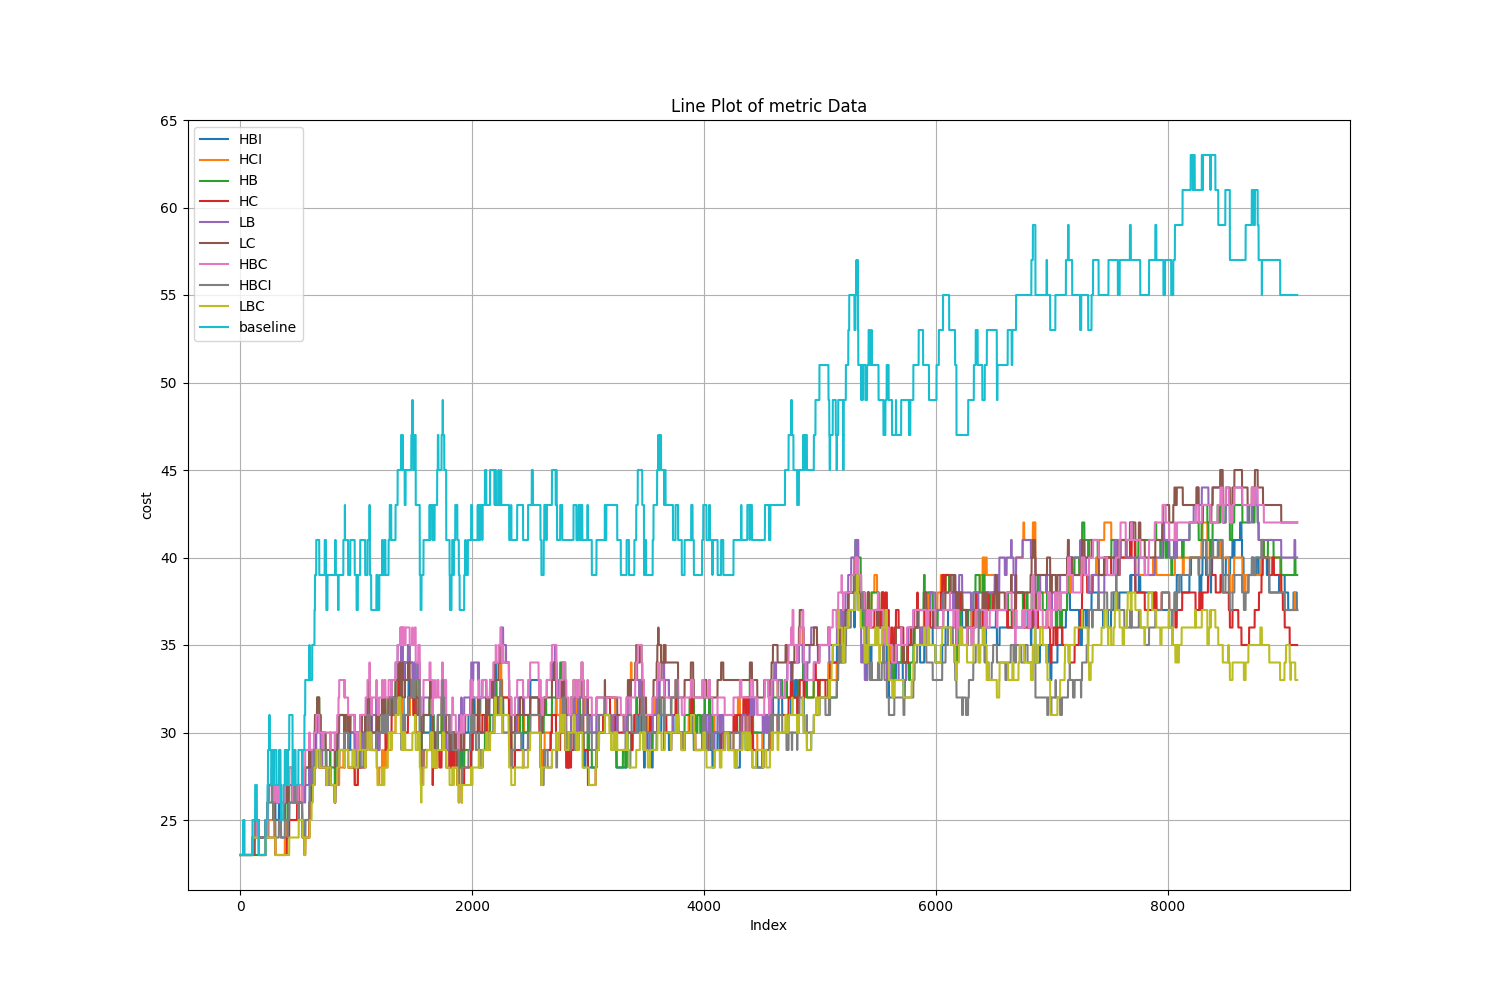 Line Plot of metric Data
65
60
55
50
45
40
35
30
25
cost
HBI
HCI
HB
HC
LB
LC
HBC
HBCI
LBC
baseline
0 2000 4000 6000 8000
Index